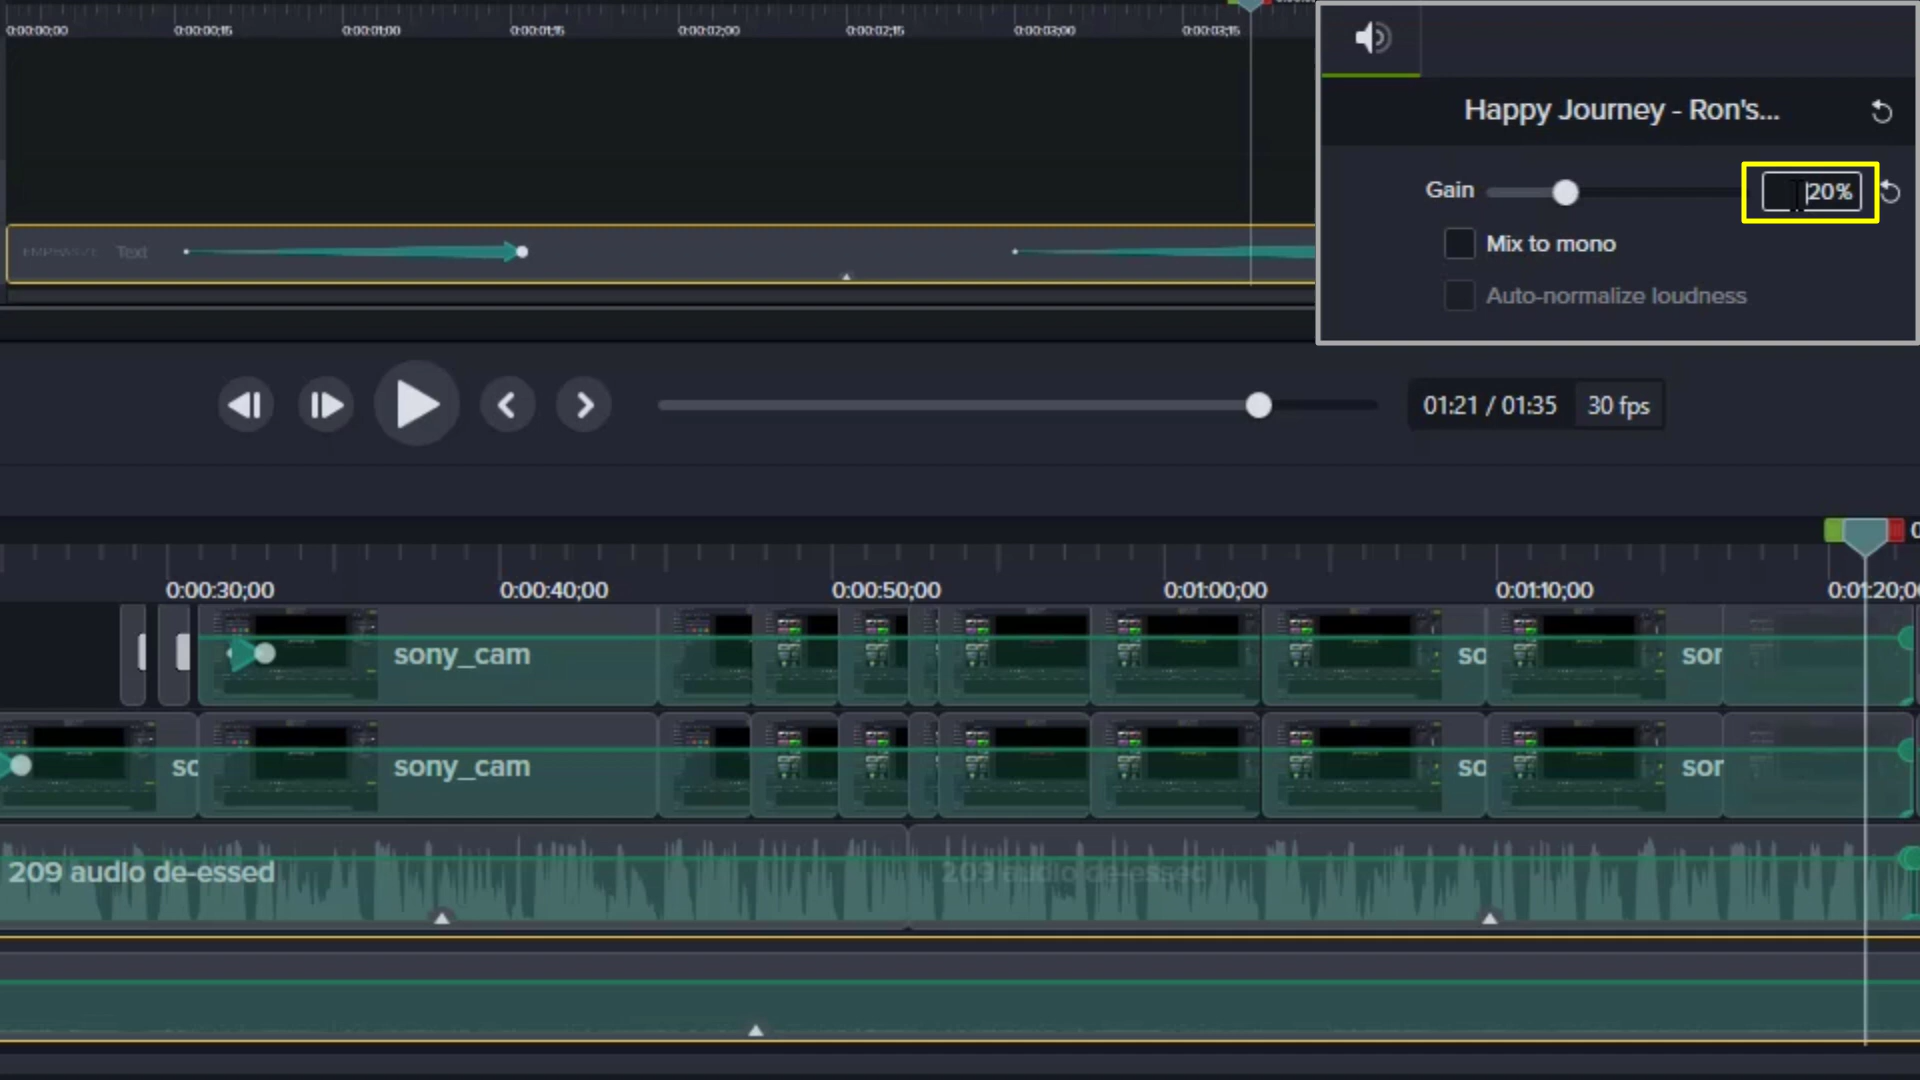 0:00:00;00 0:00:00;15 0:00:01;00 0:00:01;15 0:00:02;00 0:00:02;15 0:00:03;00 0:00:03;15
Happy Journey - Ron's...
Gain 20%
Mix to mono
Auto-normalize loudness
EMPHASIZE Text
01:21 / 01:35 30 fps
0:00:30;00 0:00:40;00 0:00:50;00 0:01:00;00 0:01:10;00 0:01:20;0
sony_cam so sor
so sony_cam so sor
209 audio de-essed 209 audio de-essed